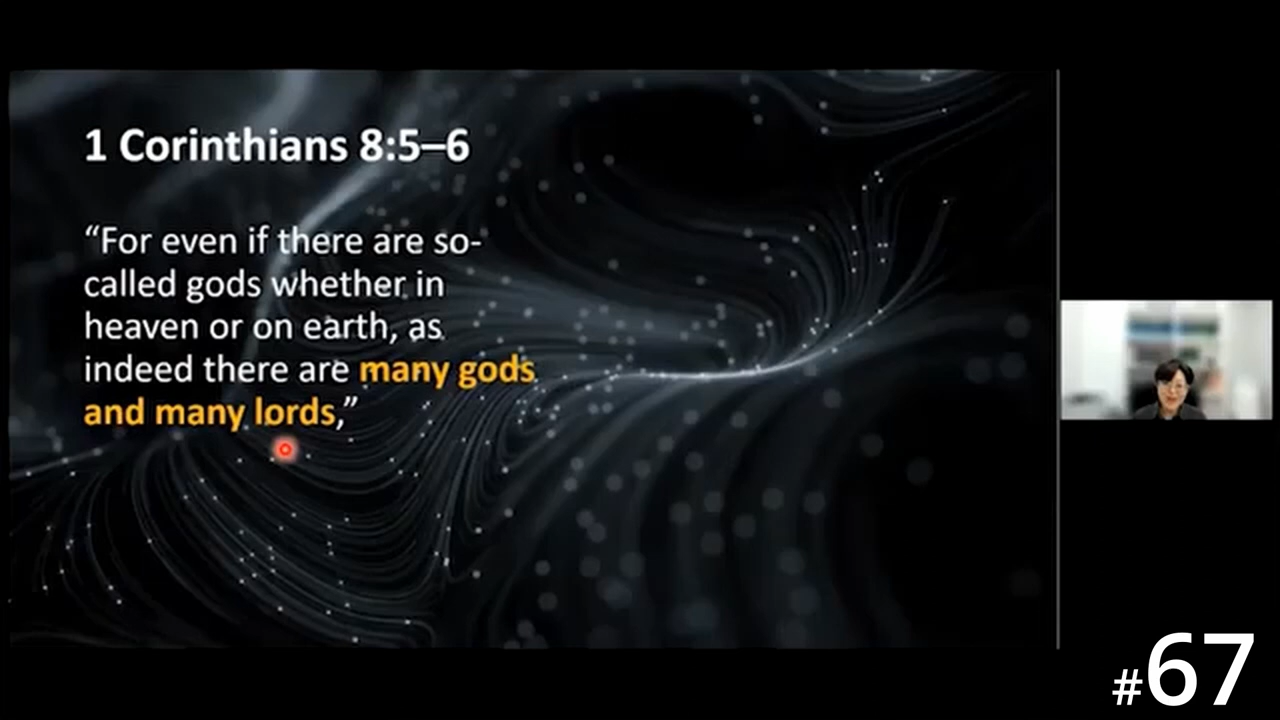 1 Corinthians 8:5–6
“For even if there are so-
called gods whether in
heaven or on earth, as
indeed there are many gods
and many lords,”
#67